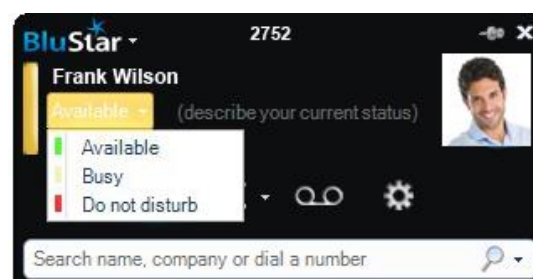 BluStar
2752
Frank Wilson
Available
(describe your current status)
Available
Busy
Do not disturb
Search name, company or dial a number